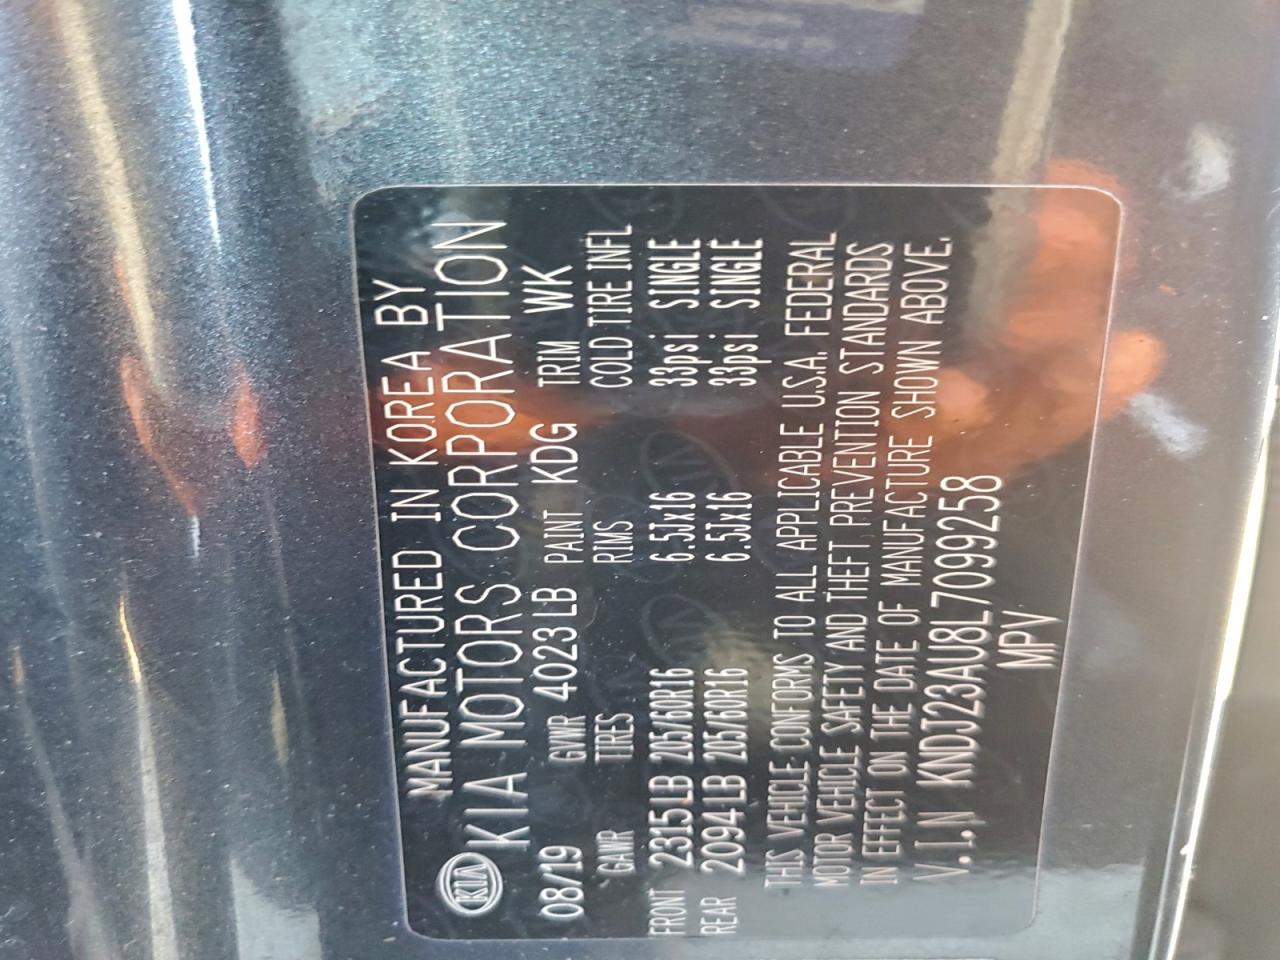 MANUFACTURED IN KOREA BY
KIA KIA MOTORS CORPORATION
08/19 GVWR 4023LB PAINT KDG TRIM WK
GAWR TIRES RIMS COLD TIRE INFL
FRONT 2315LB 205/60R16 6.5Jx16 33psi SINGLE
REAR 2094LB 205/60R16 6.5Jx16 33psi SINGLE
THIS VEHICLE CONFORMS TO ALL APPLICABLE U.S.A. FEDERAL
MOTOR VEHICLE SAFETY AND THEFT PREVENTION STANDARDS
IN EFFECT ON THE DATE OF MANUFACTURE SHOWN ABOVE.
V.I.N KNDJ23AU8L7099258
MPV